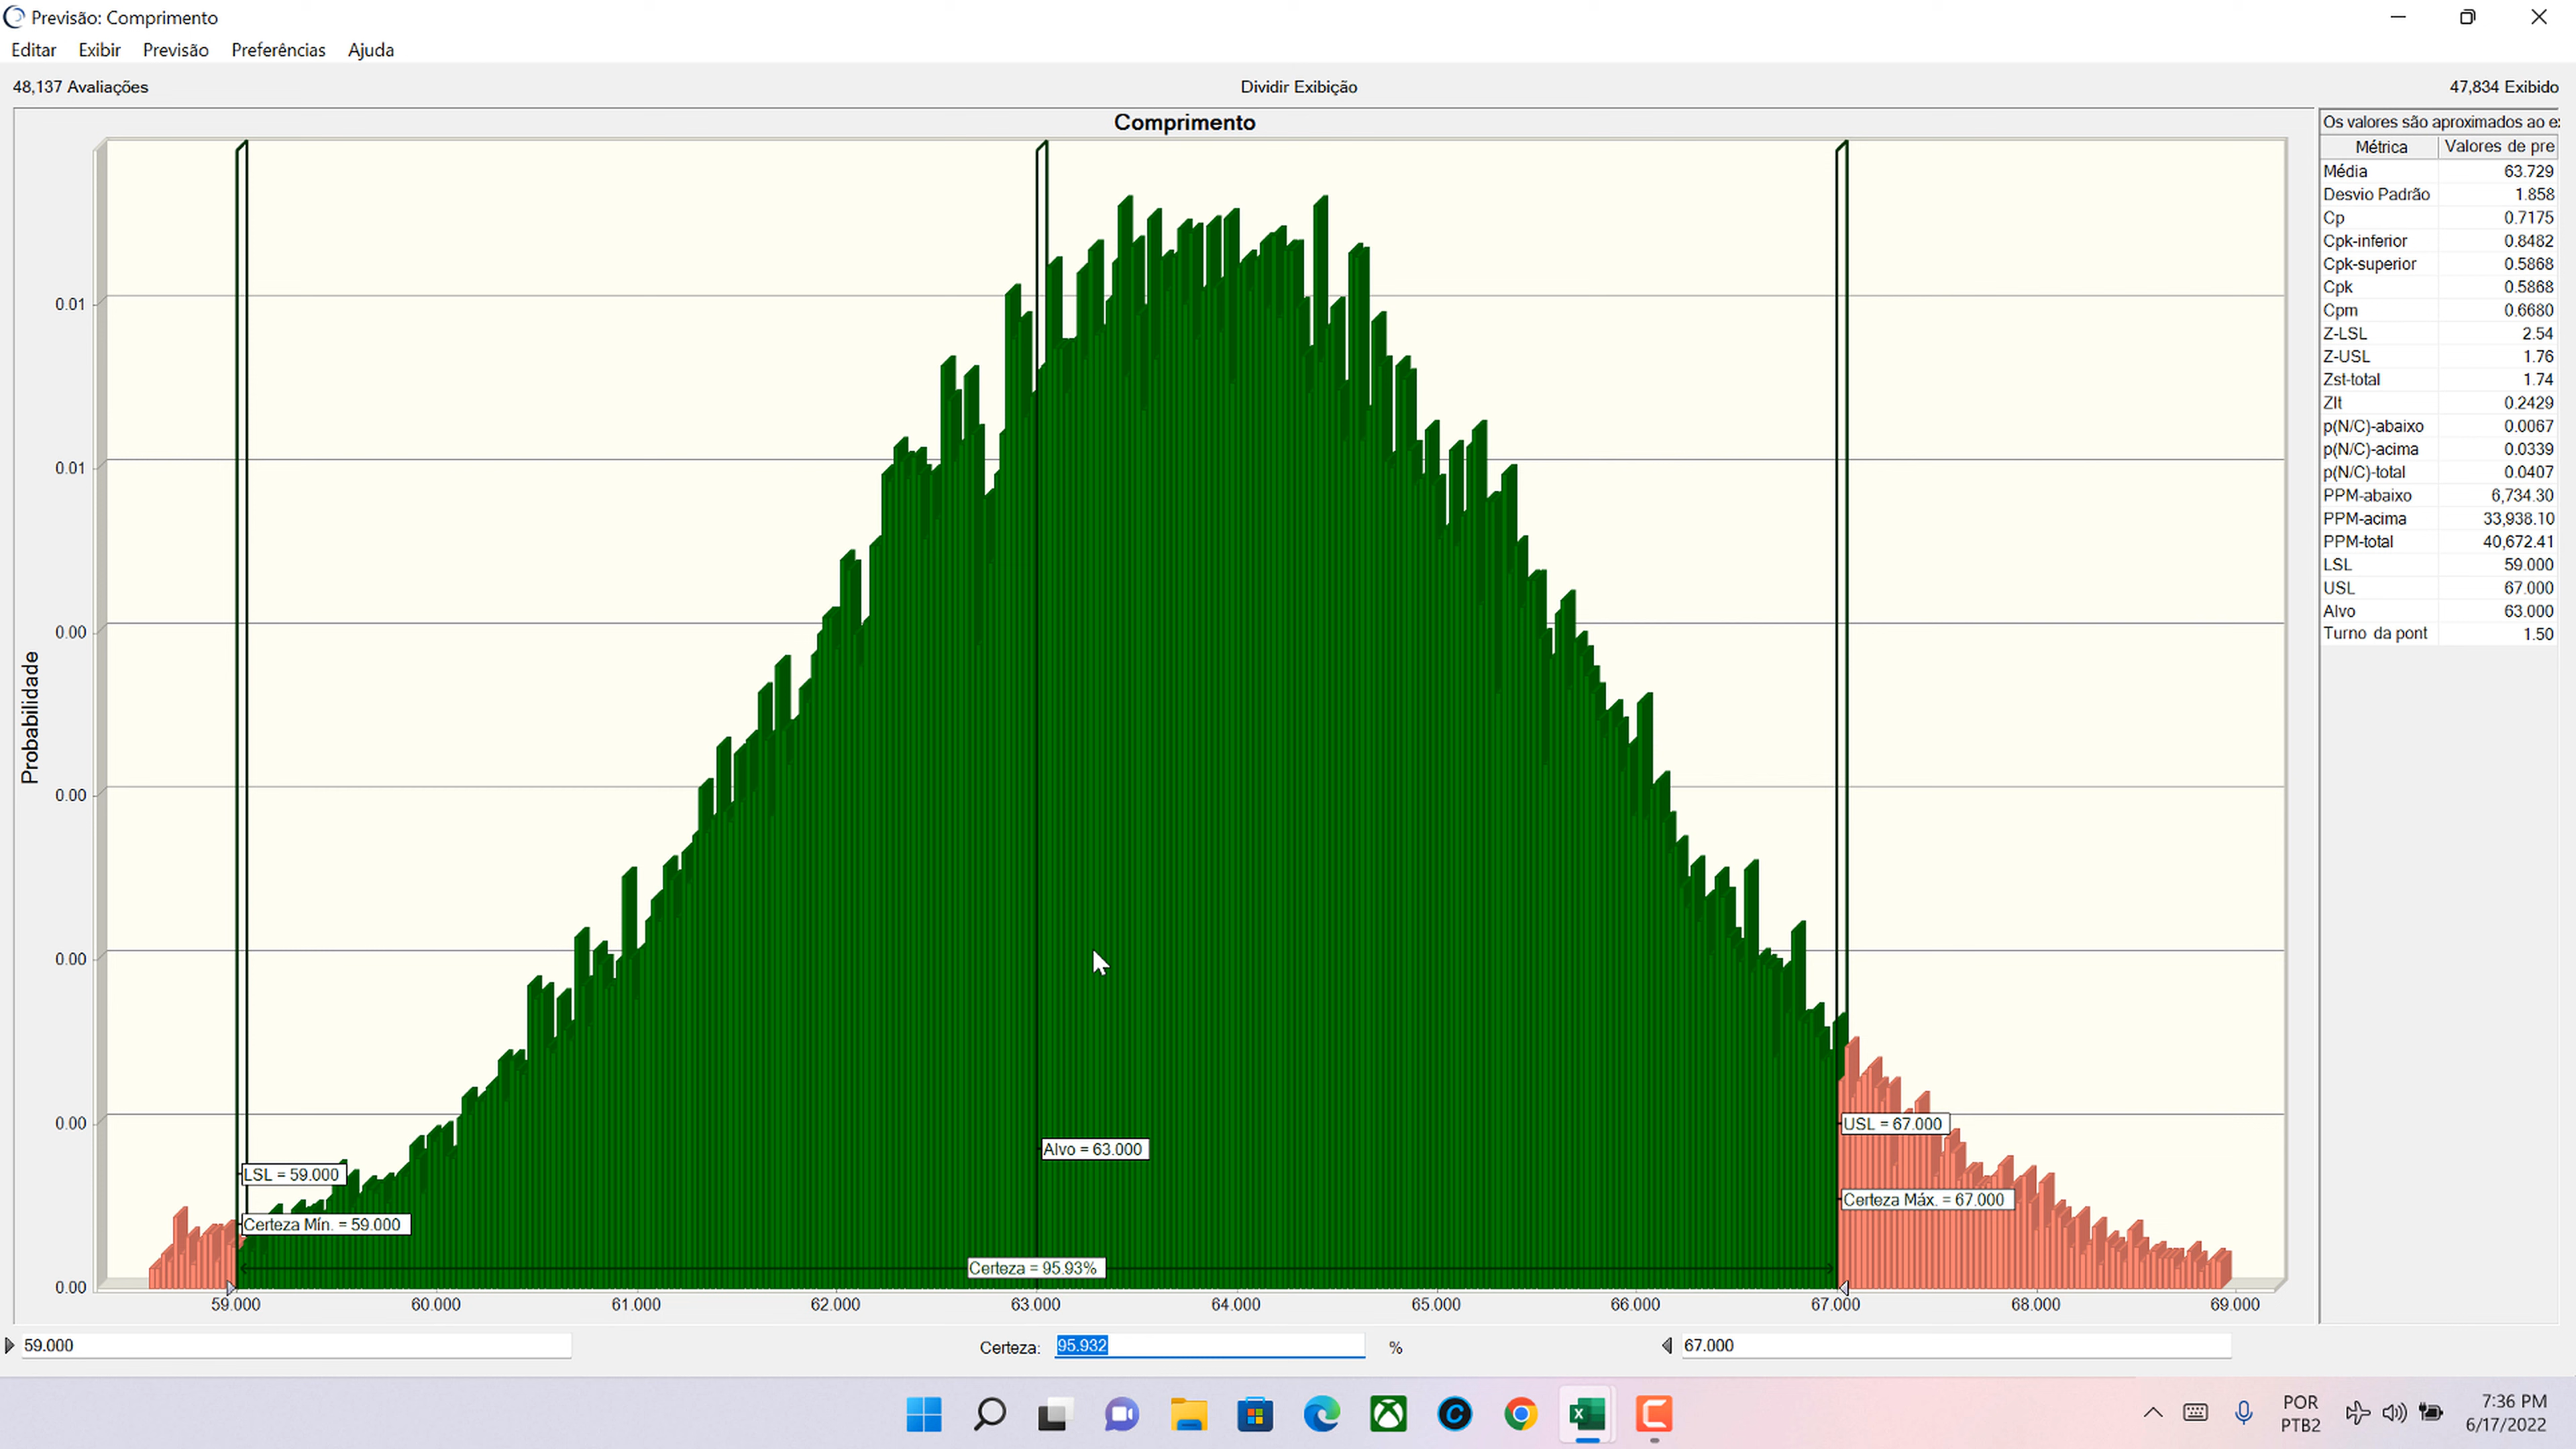 Previsão: Comprimento
Editar Exibir Previsão Preferências Ajuda
48,137 Avaliações Dividir Exibição 47,834 Exibido
Comprimento
Probabilidade
0.01
0.01
0.00
0.00
0.00
0.00
0.00
LSL = 59.000
Certeza Mín. = 59.000
Alvo = 63.000
Certeza = 95.93%
USL = 67.000
Certeza Máx. = 67.000
59.000 60.000 61.000 62.000 63.000 64.000 65.000 66.000 67.000 68.000 69.000
59.000 Certeza: 95.932 % 67.000
Os valores são aproximados ao e
Métrica Valores de pre
Média 63.729
Desvio Padrão 1.858
Cp 0.7175
Cpk-inferior 0.8482
Cpk-superior 0.5868
Cpk 0.5868
Cpm 0.6680
Z-LSL 2.54
Z-USL 1.76
Zst-total 1.74
Zlt 0.2429
p(N/C)-abaixo 0.0067
p(N/C)-acima 0.0339
p(N/C)-total 0.0407
PPM-abaixo 6,734.30
PPM-acima 33,938.10
PPM-total 40,672.41
LSL 59.000
USL 67.000
Alvo 63.000
Turno da pont 1.50
POR
PTB2
7:36 PM
6/17/2022